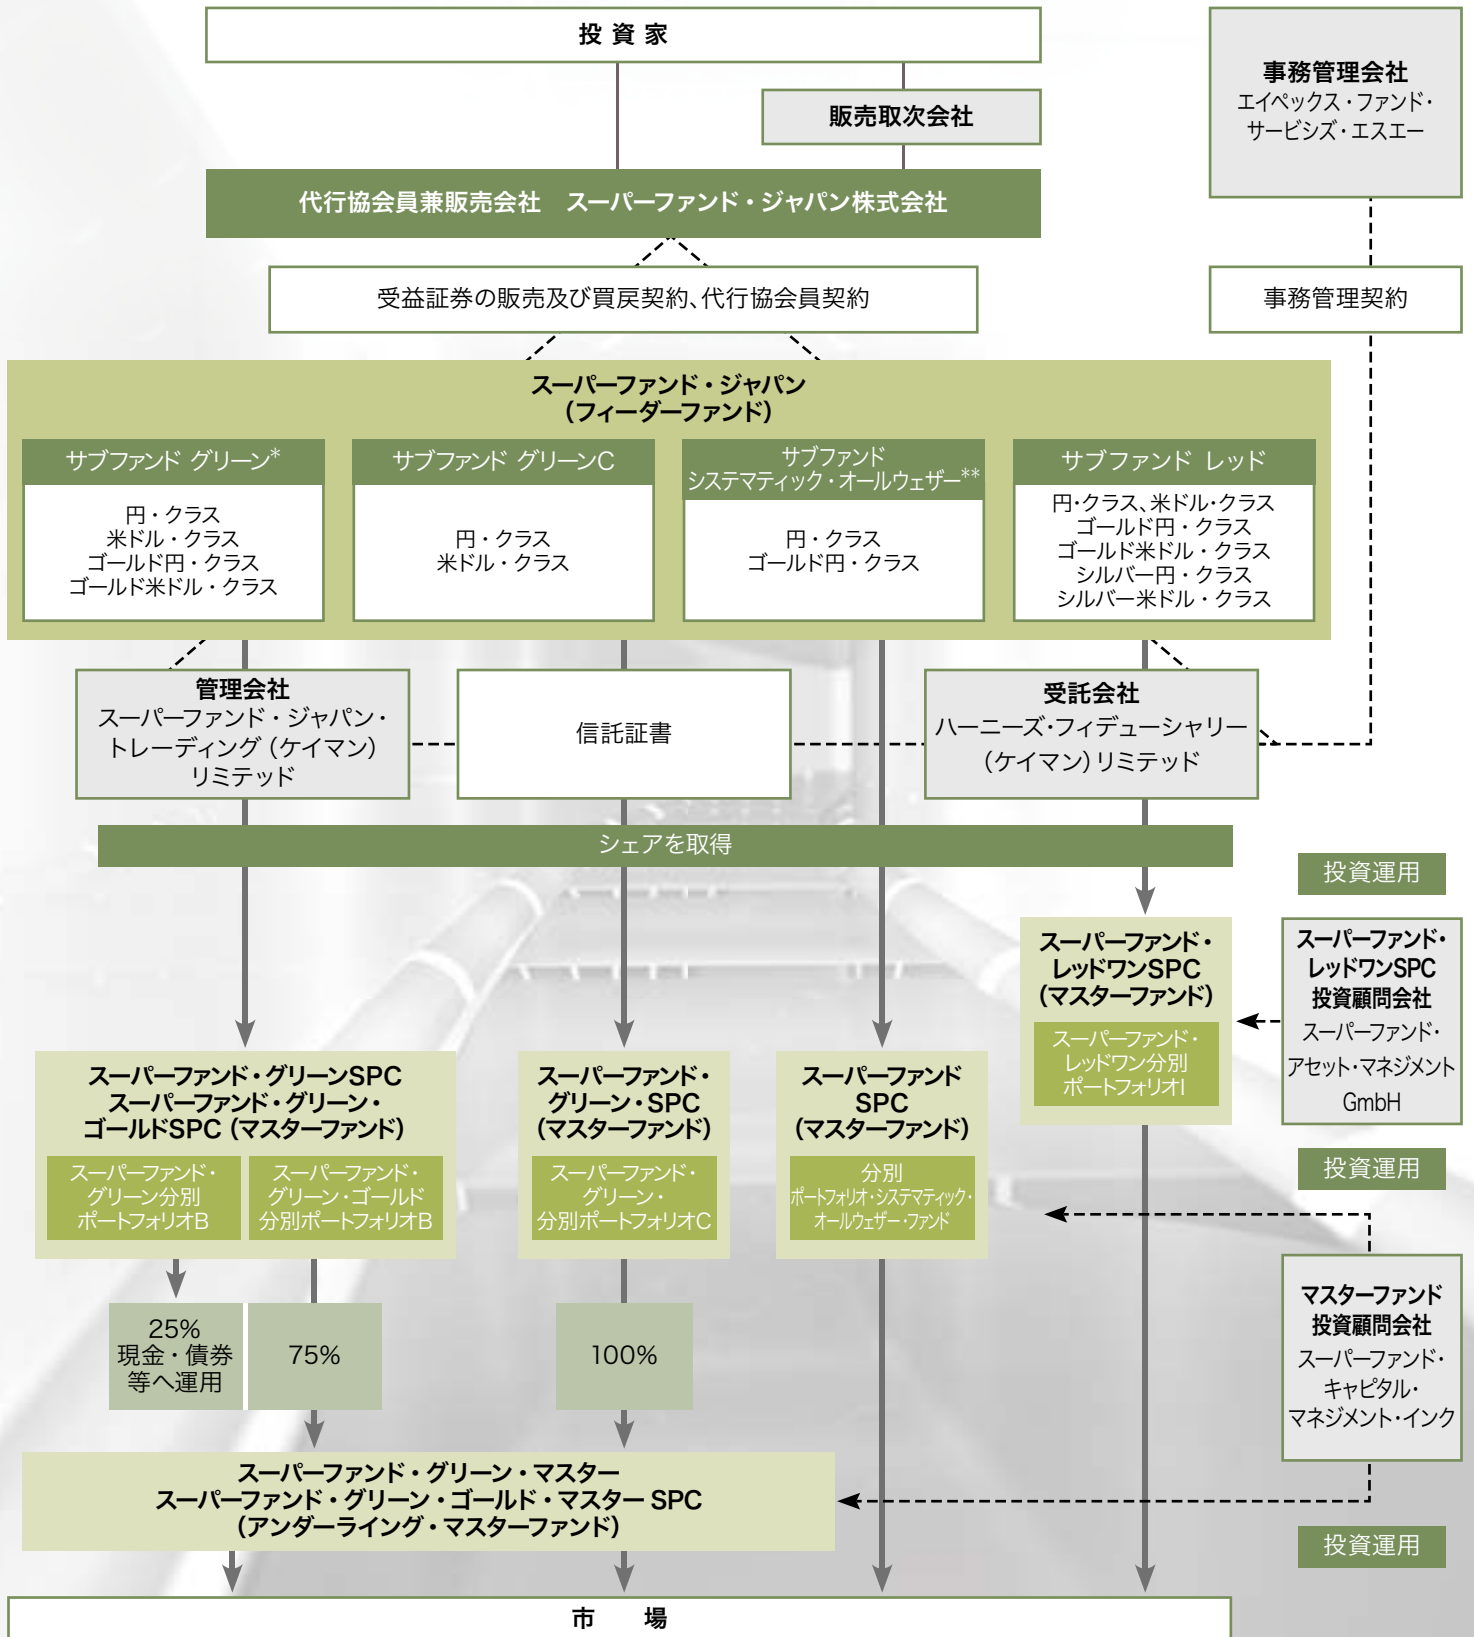 投資家
事務管理会社
エイペックス・ファンド・
サービシズ・エスエー
販売取次会社
代行協会員兼販売会社　スーパーファンド・ジャパン株式会社
受益証券の販売及び買戻契約、代行協会員契約
事務管理契約
スーパーファンド・ジャパン
（フィーダーファンド）
サブファンド グリーン*
円・クラス
米ドル・クラス
ゴールド円・クラス
ゴールド米ドル・クラス
サブファンド グリーンC
円・クラス
米ドル・クラス
サブファンド
システマティック・オールウェザー**
円・クラス
ゴールド円・クラス
サブファンド レッド
円・クラス、米ドル・クラス
ゴールド円・クラス
ゴールド米ドル・クラス
シルバー円・クラス
シルバー米ドル・クラス
管理会社
スーパーファンド・ジャパン・
トレーディング（ケイマン）
リミテッド
信託証書
受託会社
ハーニーズ・フィデューシャリー
（ケイマン）リミテッド
シェアを取得
投資運用
スーパーファンド・
レッドワンSPC
（マスターファンド）
スーパーファンド・
レッドワン分別
ポートフォリオI
スーパーファンド・
レッドワンSPC
投資顧問会社
スーパーファンド・
アセット・マネジメント
GmbH
スーパーファンド・グリーンSPC
スーパーファンド・グリーン・
ゴールドSPC（マスターファンド）
スーパーファンド・
グリーン分別
ポートフォリオB
スーパーファンド・
グリーン・ゴールド
分別ポートフォリオB
スーパーファンド・
グリーン・SPC
（マスターファンド）
スーパーファンド・
グリーン・
分別ポートフォリオC
スーパーファンド
SPC
（マスターファンド）
分別
ポートフォリオ・システマティック・
オールウェザー・ファンド
投資運用
25%
現金・債券
等へ運用
75%
100%
マスターファンド
投資顧問会社
スーパーファンド・
キャピタル・
マネジメント・インク
スーパーファンド・グリーン・マスター
スーパーファンド・グリーン・ゴールド・マスター SPC
（アンダーライング・マスターファンド）
投資運用
市　場